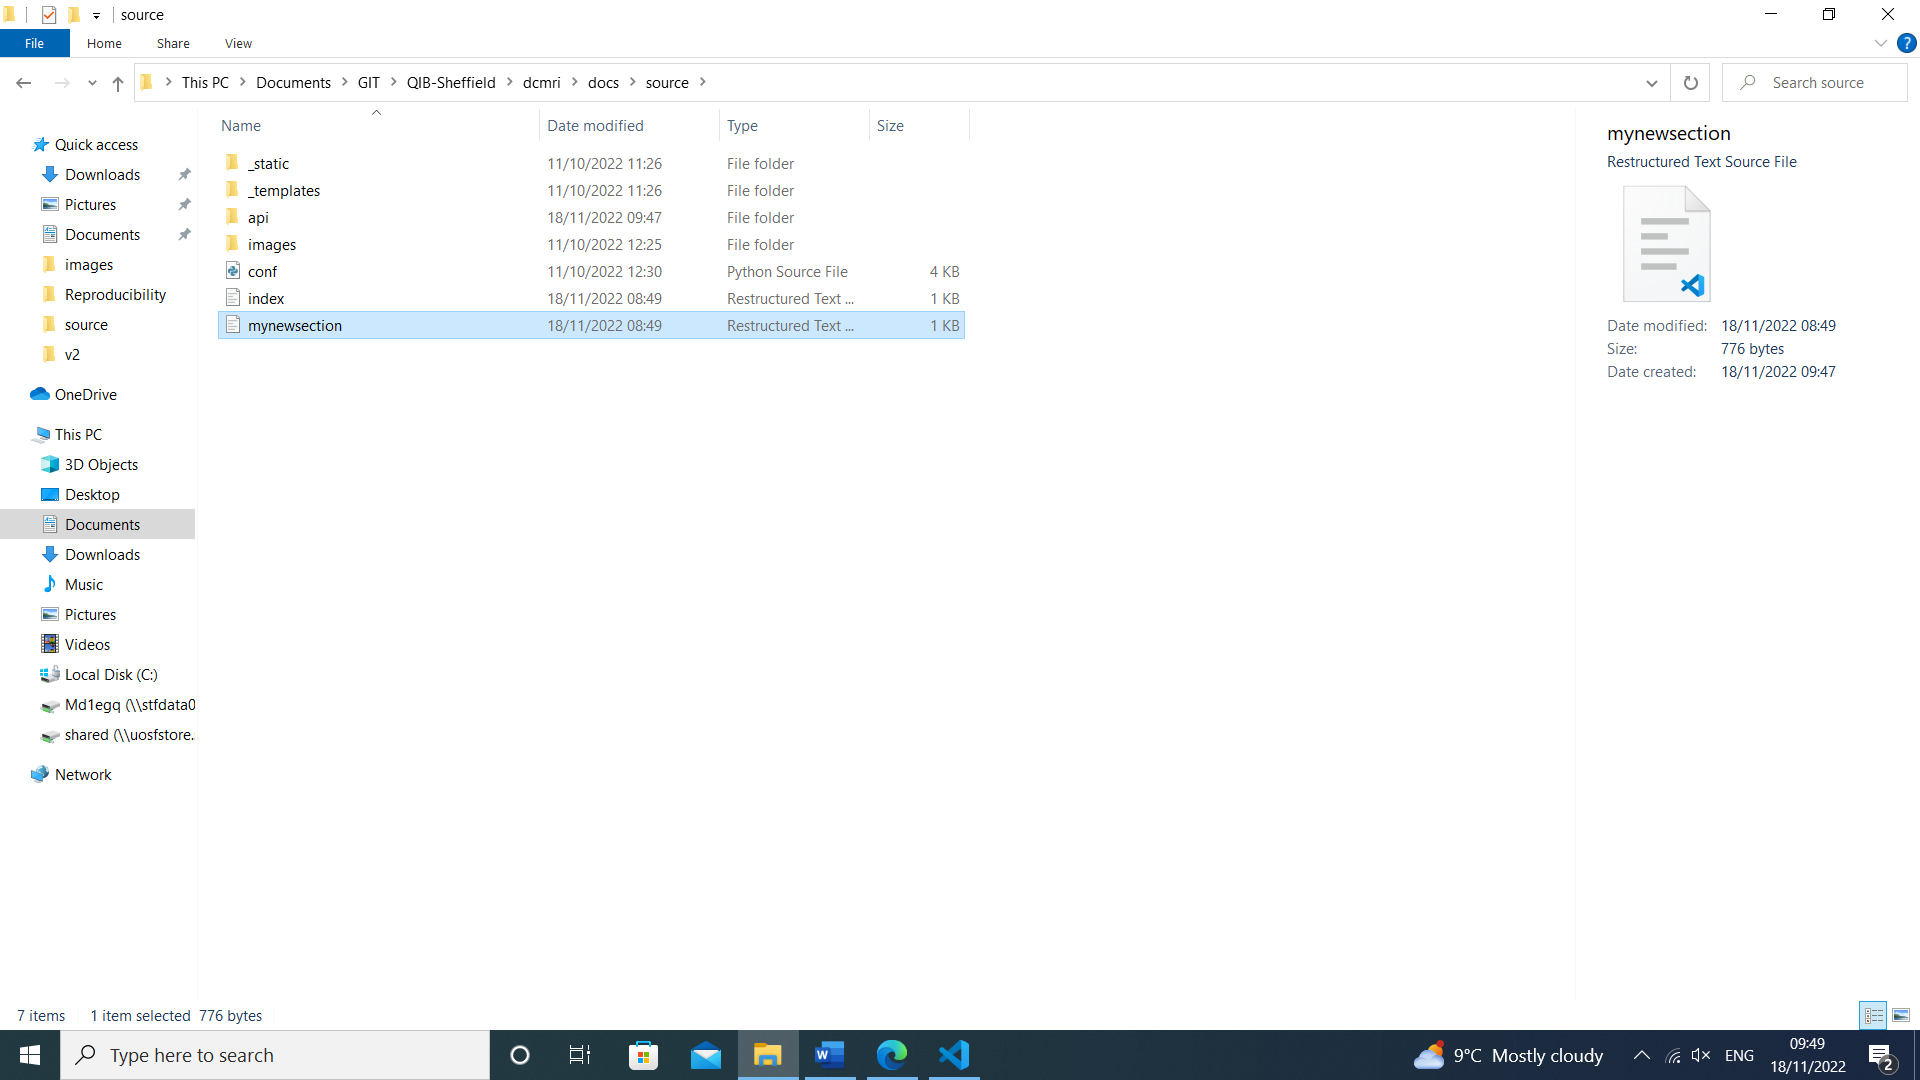 source
File Home Share View
This PC Documents GIT QIB-Sheffield dcmri docs source
Search source
Name Date modified Type Size
_static 11/10/2022 11:26 File folder
_templates 11/10/2022 11:26 File folder
api 18/11/2022 09:47 File folder
images 11/10/2022 12:25 File folder
conf 11/10/2022 12:30 Python Source File 4 KB
index 18/11/2022 08:49 Restructured Text ... 1 KB
mynewsection 18/11/2022 08:49 Restructured Text ... 1 KB
Quick access
Downloads
Pictures
Documents
images
Reproducibility
source
v2
OneDrive
This PC
3D Objects
Desktop
Documents
Downloads
Music
Pictures
Videos
Local Disk (C:)
Md1egq (\\stfdata0
shared (\\uosfstore.
Network
mynewsection
Restructured Text Source File
Date modified: 18/11/2022 08:49
Size: 776 bytes
Date created: 18/11/2022 09:47
7 items 1 item selected 776 bytes
Type here to search
9°C Mostly cloudy
ENG
09:49
18/11/2022
2